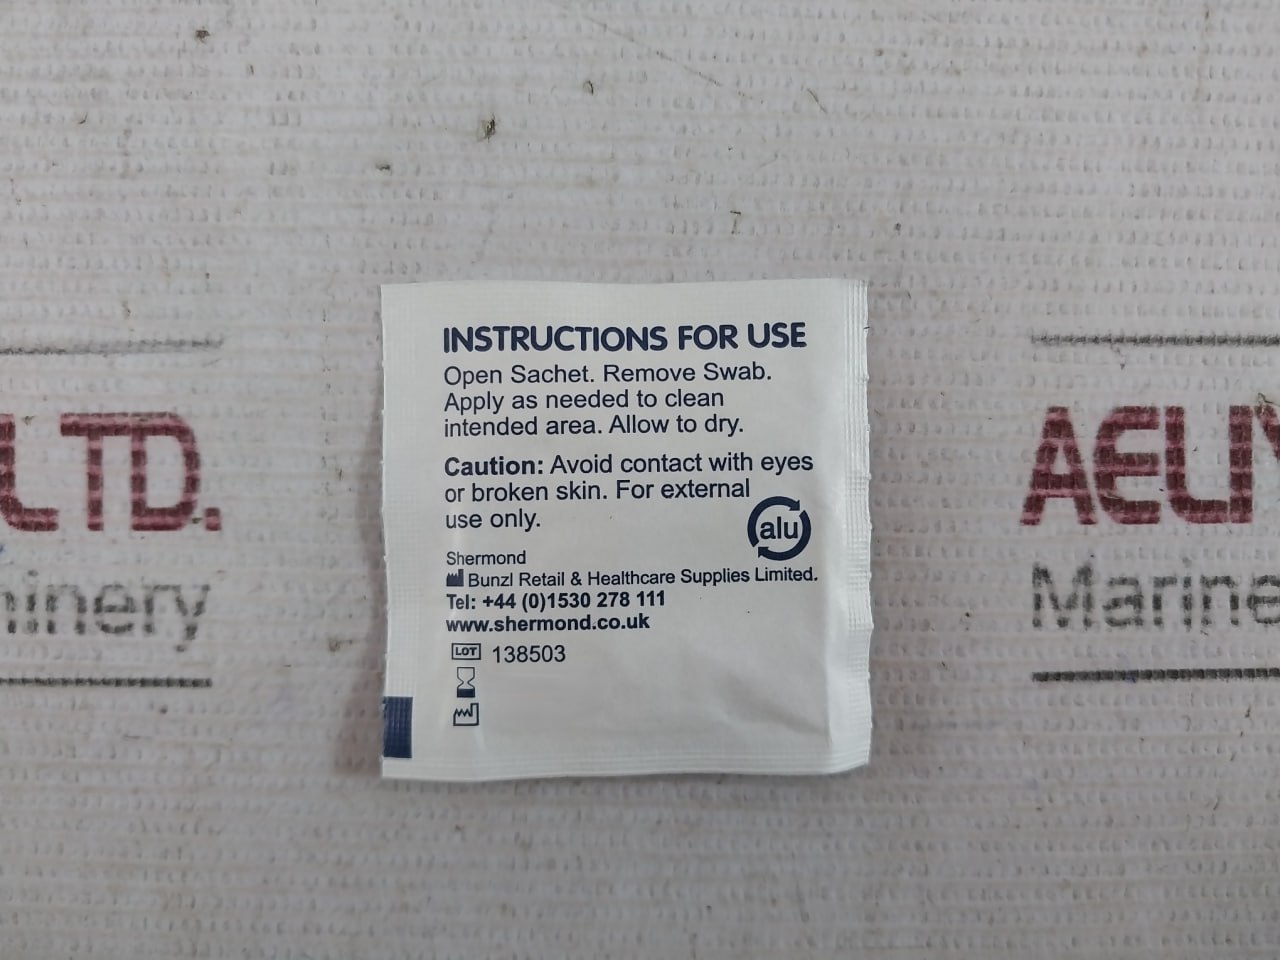 INSTRUCTIONS FOR USE
Open Sachet. Remove Swab.
Apply as needed to clean
intended area. Allow to dry.
Caution: Avoid contact with eyes
or broken skin. For external
use only.
alu
Shermond
Bunzl Retail & Healthcare Supplies Limited.
Tel: +44 (0)1530 278 111
www.shermond.co.uk
LOT 138503
LTD.
Marine